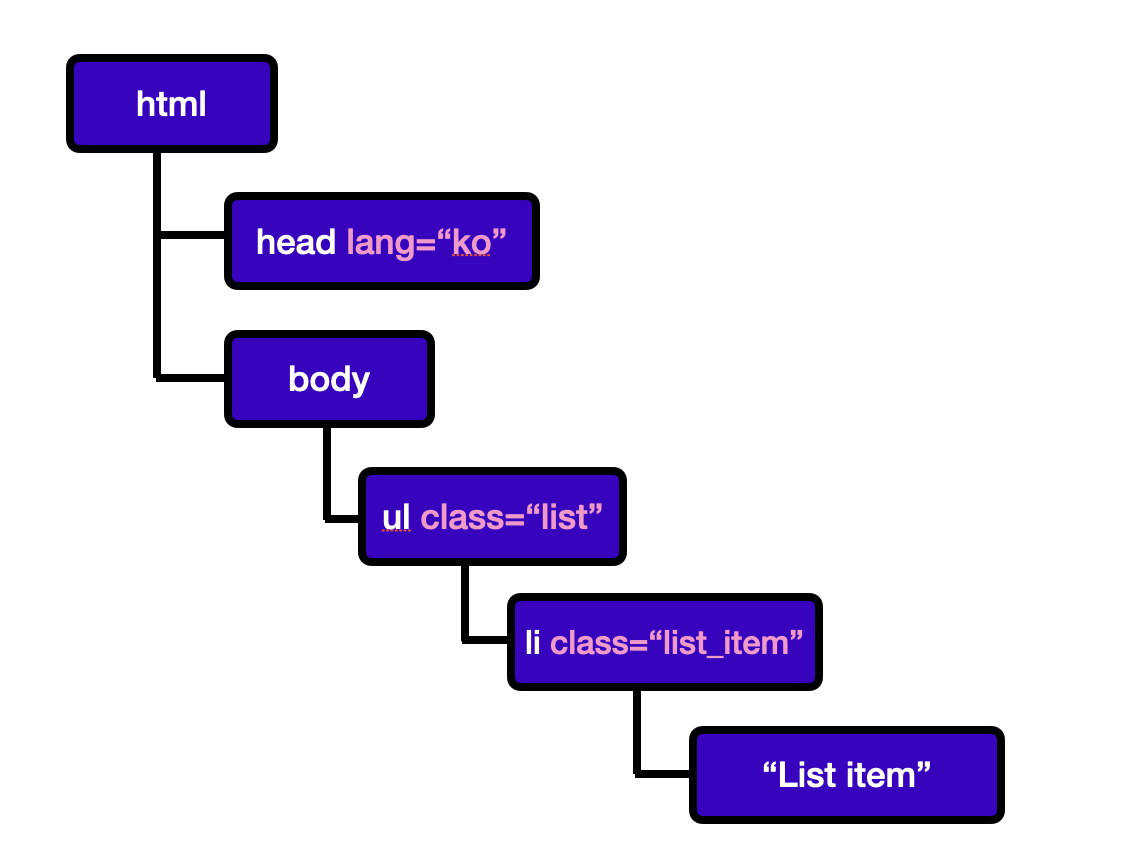 html
head lang=“ko”
body
ul class=“list”
li class=“list_item”
“List item”